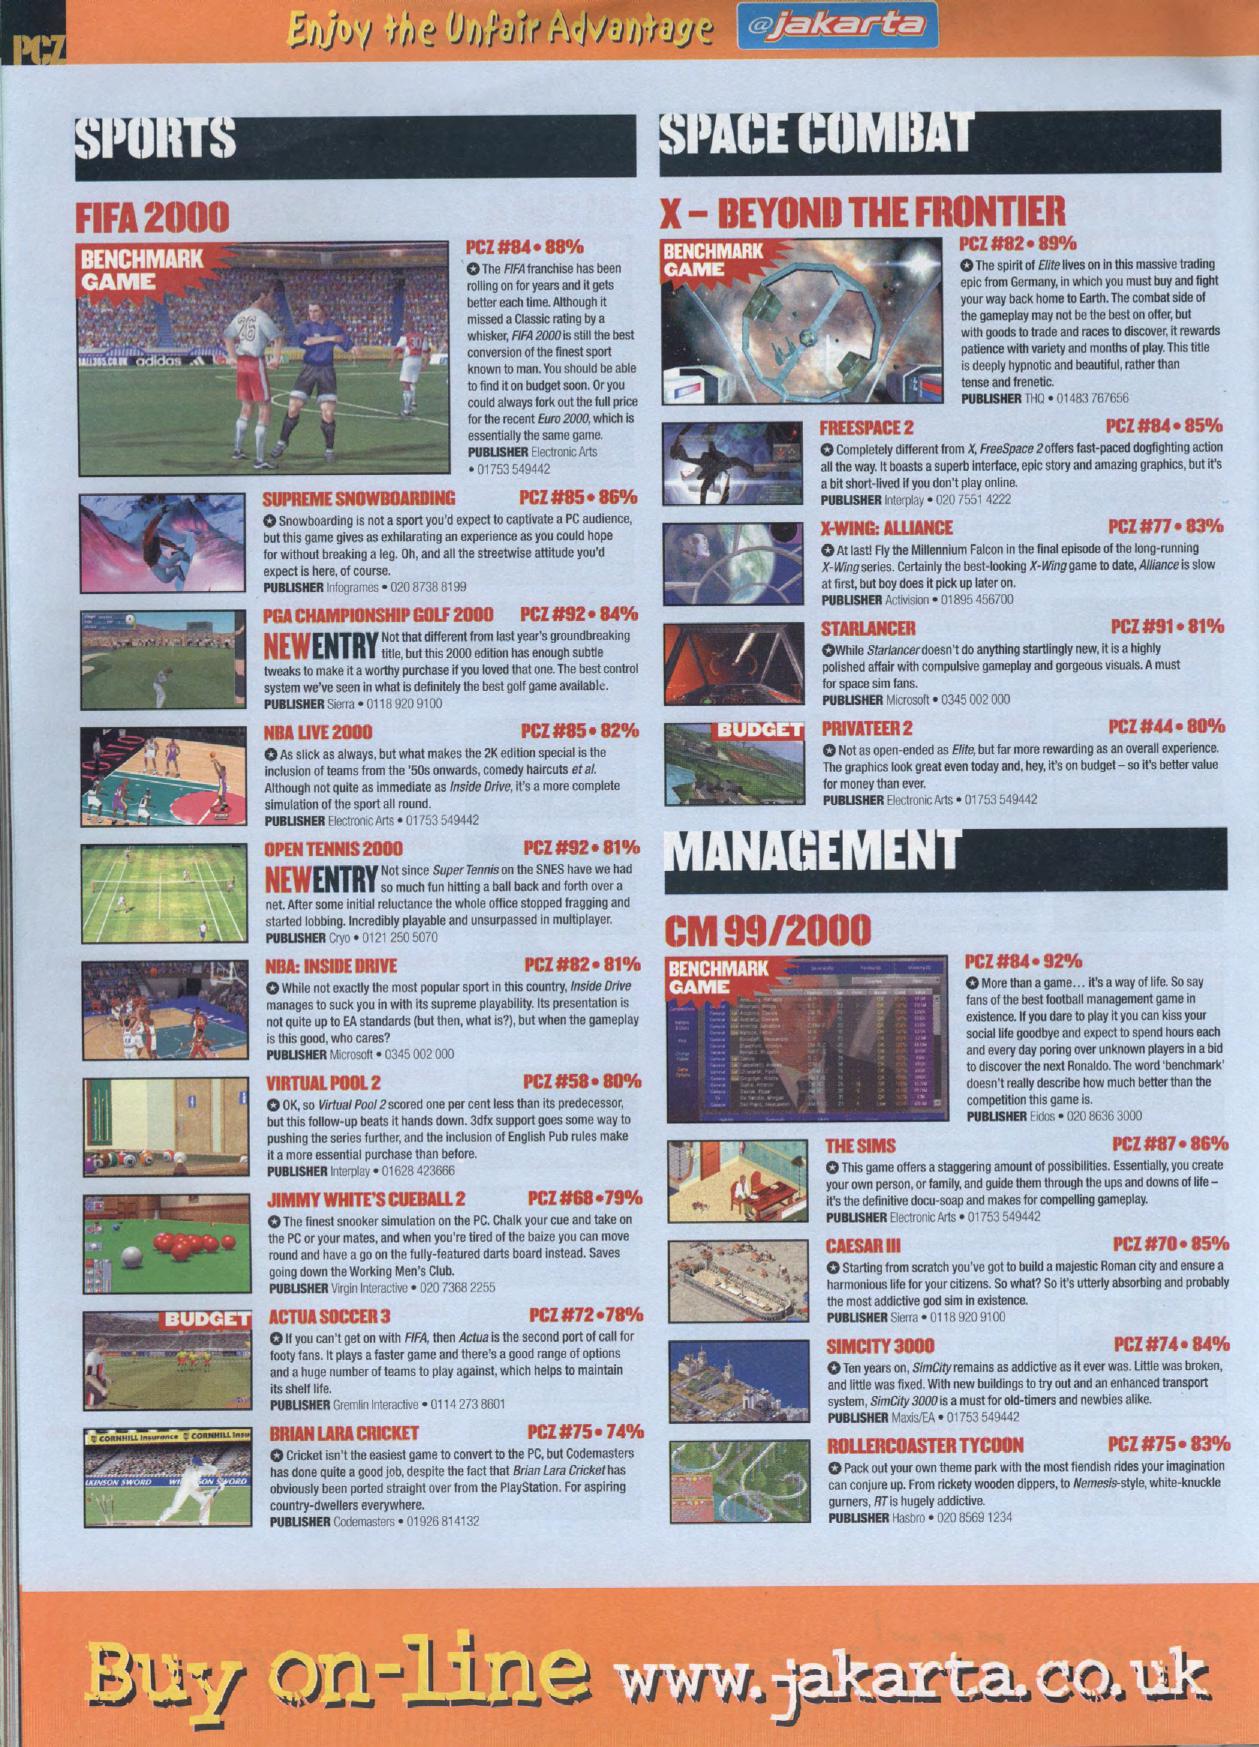 PCZ
Enjoy the Unfair Advantage
@jakarta
SPORTS
FIFA 2000
BENCHMARK
GAME
PCZ #84 • 88%
The FIFA franchise has been
rolling on for years and it gets
better each time. Although it
missed a Classic rating by a
whisker, FIFA 2000 is still the best
conversion of the finest sport
known to man. You should be able
to find it on budget soon. Or you
could always fork out the full price
for the recent Euro 2000, which is
essentially the same game.
PUBLISHER Electronic Arts
• 01753 549442
adidas
SUPREME SNOWBOARDING PCZ #85 • 86%
Snowboarding is not a sport you'd expect to captivate a PC audience,
but this game gives as exhilarating an experience as you could hope
for without breaking a leg. Oh, and all the streetwise attitude you'd
expect is here, of course.
PUBLISHER Infogrames • 020 8738 8199
PGA CHAMPIONSHIP GOLF 2000 PCZ #92 • 84%
NEW ENTRY Not that different from last year's groundbreaking
title, but this 2000 edition has enough subtle
tweaks to make it a worthy purchase if you loved that one. The best control
system we've seen in what is definitely the best golf game available.
PUBLISHER Sierra • 0118 920 9100
NBA LIVE 2000 PCZ #85 • 82%
As slick as always, but what makes the 2K edition special is the
inclusion of teams from the '50s onwards, comedy haircuts et al.
Although not quite as immediate as Inside Drive, it's a more complete
simulation of the sport all round.
PUBLISHER Electronic Arts • 01753 549442
OPEN TENNIS 2000 PCZ #92 • 81%
NEW ENTRY Not since Super Tennis on the SNES have we had
so much fun hitting a ball back and forth over a
net. After some initial reluctance the whole office stopped fragging and
started lobbing. Incredibly playable and unsurpassed in multiplayer.
PUBLISHER Cryo • 0121 250 5070
NBA: INSIDE DRIVE PCZ #82 • 81%
While not exactly the most popular sport in this country, Inside Drive
manages to suck you in with its supreme playability. Its presentation is
not quite up to EA standards (but then, what is?), but when the gameplay
is this good, who cares?
PUBLISHER Microsoft • 0345 002 000
VIRTUAL POOL 2 PCZ #58 • 80%
OK, so Virtual Pool 2 scored one per cent less than its predecessor,
but this follow-up beats it hands down. 3dfx support goes some way to
pushing the series further, and the inclusion of English Pub rules make
it a more essential purchase than before.
PUBLISHER Interplay • 01628 423666
JIMMY WHITE'S CUEBALL 2 PCZ #68 • 79%
The finest snooker simulation on the PC. Chalk your cue and take on
the PC or your mates, and when you're tired of the baize you can move
round and have a go on the fully-featured darts board instead. Saves
going down the Working Men's Club.
PUBLISHER Virgin Interactive • 020 7368 2255
BUDGET
ACTUA SOCCER 3 PCZ #72 • 78%
If you can't get on with FIFA, then Actua is the second port of call for
footy fans. It plays a faster game and there's a good range of options
and a huge number of teams to play against, which helps to maintain
its shelf life.
PUBLISHER Gremlin Interactive • 0114 273 8601
CORNHILL Insurance CORNHILL
BRIAN LARA CRICKET PCZ #75 • 74%
Cricket isn't the easiest game to convert to the PC, but Codemasters
has done quite a good job, despite the fact that Brian Lara Cricket has
obviously been ported straight over from the PlayStation. For aspiring
country-dwellers everywhere.
PUBLISHER Codemasters • 01926 814132
SPACE COMBAT
X – BEYOND THE FRONTIER
BENCHMARK
GAME
PCZ #82 • 89%
The spirit of Elite lives on in this massive trading
epic from Germany, in which you must buy and fight
your way back home to Earth. The combat side of
the gameplay may not be the best on offer, but
with goods to trade and races to discover, it rewards
patience with variety and months of play. This title
is deeply hypnotic and beautiful, rather than
tense and frenetic.
PUBLISHER THQ • 01483 767656
FREESPACE 2 PCZ #84 • 85%
Completely different from X, FreeSpace 2 offers fast-paced dogfighting action
all the way. It boasts a superb interface, epic story and amazing graphics, but it's
a bit short-lived if you don't play online.
PUBLISHER Interplay • 020 7551 4222
X-WING: ALLIANCE PCZ #77 • 83%
At last! Fly the Millennium Falcon in the final episode of the long-running
X-Wing series. Certainly the best-looking X-Wing game to date, Alliance is slow
at first, but boy does it pick up later on.
PUBLISHER Activision • 01895 456700
STARLANCER PCZ #91 • 81%
While Starlancer doesn't do anything startlingly new, it is a highly
polished affair with compulsive gameplay and gorgeous visuals. A must
for space sim fans.
PUBLISHER Microsoft • 0345 002 000
BUDGET
PRIVATEER 2 PCZ #44 • 80%
Not as open-ended as Elite, but far more rewarding as an overall experience.
The graphics look great even today and, hey, it's on budget – so it's better value
for money than ever.
PUBLISHER Electronic Arts • 01753 549442
MANAGEMENT
CM 99/2000
BENCHMARK
GAME
PCZ #84 • 92%
More than a game... it's a way of life. So say
fans of the best football management game in
existence. If you dare to play it you can kiss your
social life goodbye and expect to spend hours each
and every day poring over unknown players in a bid
to discover the next Ronaldo. The word 'benchmark'
doesn't really describe how much better than the
competition this game is.
PUBLISHER Eidos • 020 8636 3000
THE SIMS PCZ #87 • 86%
This game offers a staggering amount of possibilities. Essentially, you create
your own person, or family, and guide them through the ups and downs of life –
it's the definitive docu-soap and makes for compelling gameplay.
PUBLISHER Electronic Arts • 01753 549442
CAESAR III PCZ #70 • 85%
Starting from scratch you've got to build a majestic Roman city and ensure a
harmonious life for your citizens. So what? So it's utterly absorbing and probably
the most addictive god sim in existence.
PUBLISHER Sierra • 0118 920 9100
SIMCITY 3000 PCZ #74 • 84%
Ten years on, SimCity remains as addictive as it ever was. Little was broken,
and little was fixed. With new buildings to try out and an enhanced transport
system, SimCity 3000 is a must for old-timers and newbies alike.
PUBLISHER Maxis/EA • 01753 549442
ROLLERCOASTER TYCOON PCZ #75 • 83%
Pack out your own theme park with the most fiendish rides your imagination
can conjure up. From rickety wooden dippers, to Nemesis-style, white-knuckle
gurners, RT is hugely addictive.
PUBLISHER Hasbro • 020 8569 1234
Buy on-line www.jakarta.co.uk